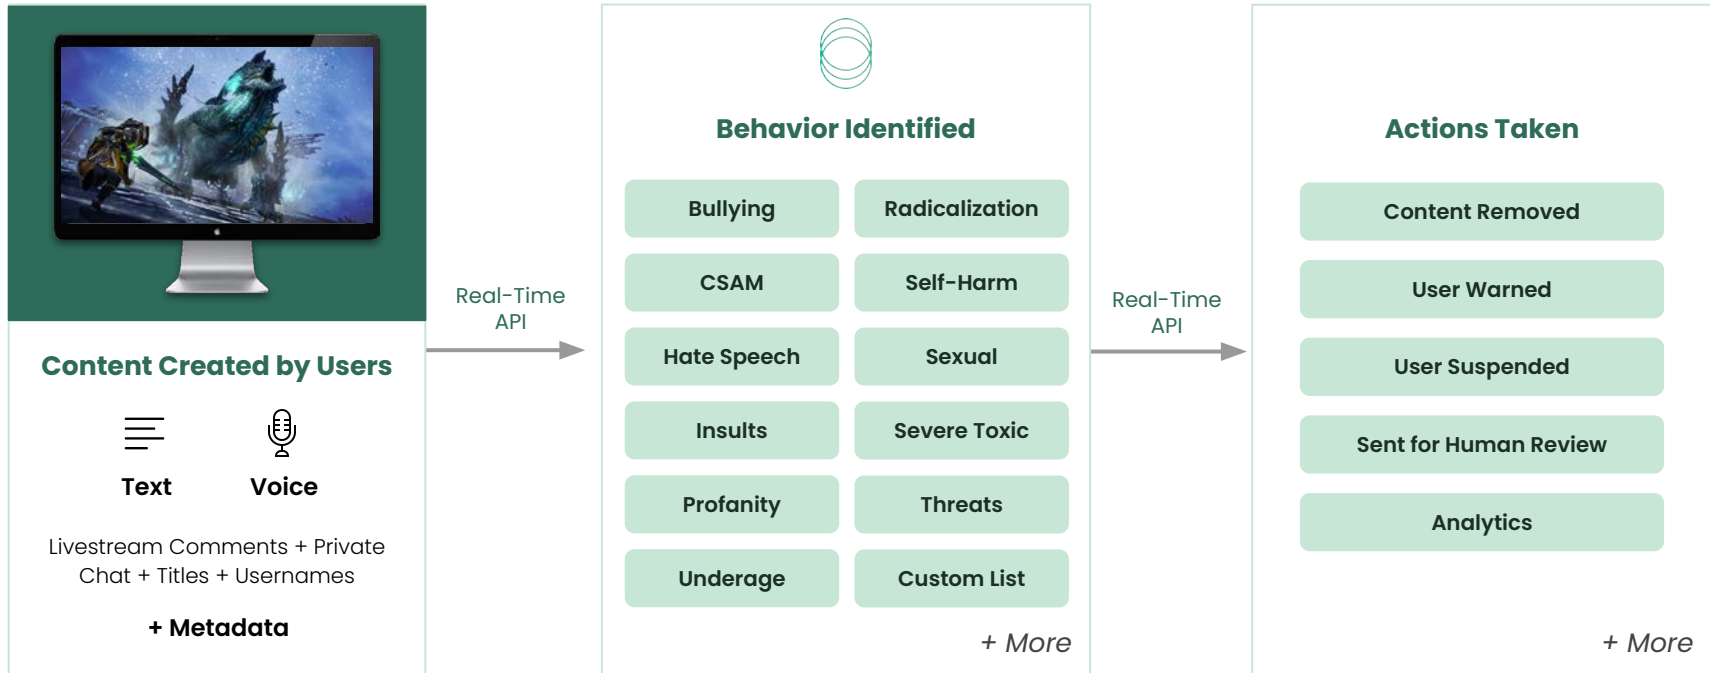 Content Created by Users
Text
Voice
Livestream Comments + Private
Chat + Titles + Usernames
+ Metadata
Real-Time
API
Behavior Identified
Bullying
Radicalization
CSAM
Self-Harm
Hate Speech
Sexual
Insults
Severe Toxic
Profanity
Threats
Underage
Custom List
+ More
Real-Time
API
Actions Taken
Content Removed
User Warned
User Suspended
Sent for Human Review
Analytics
+ More